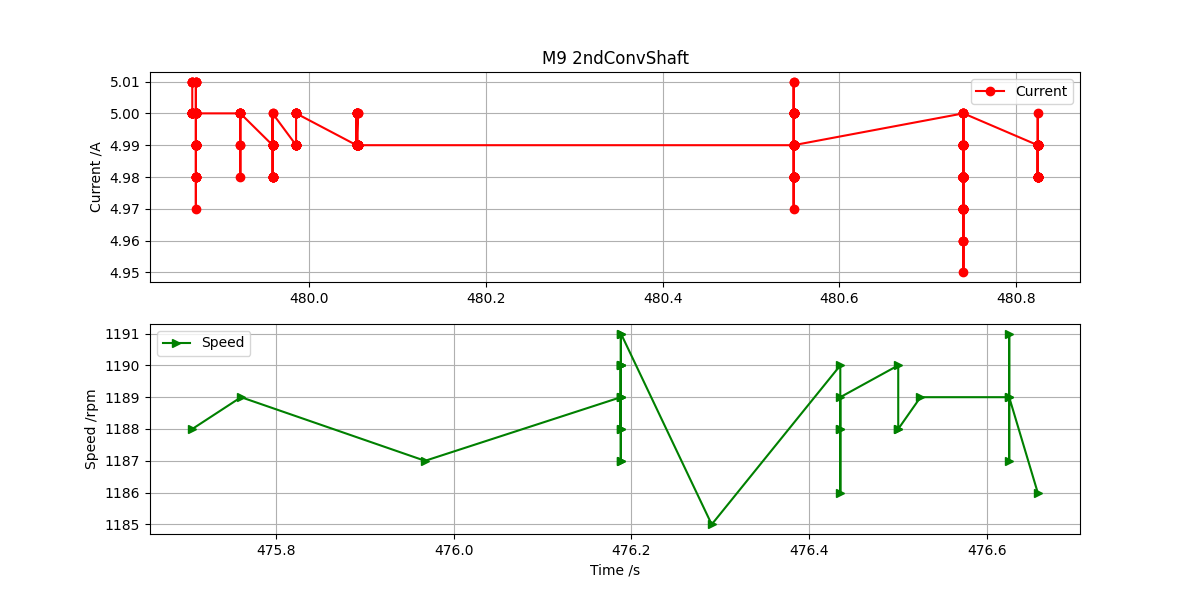 M9 2ndConvShaft
Current /A
5.01
5.00
4.99
4.98
4.97
4.96
4.95
Current
480.0 480.2 480.4 480.6 480.8
Speed /rpm
1191
1190
1189
1188
1187
1186
1185
Speed
475.8 476.0 476.2 476.4 476.6
Time /s